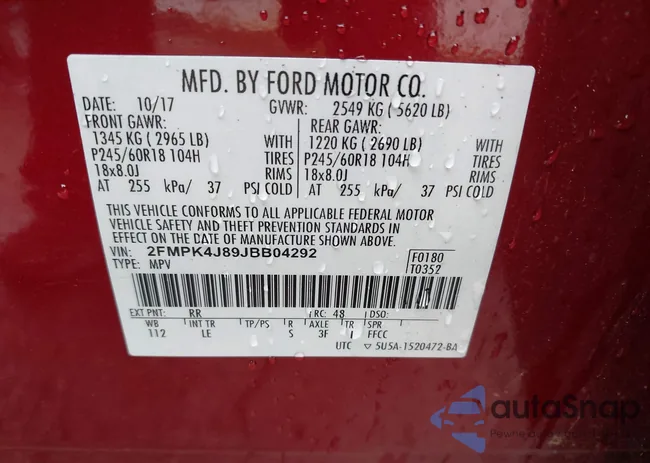 MFD. BY FORD MOTOR CO.
DATE: 10/17 GVWR: 2549 KG ( 5620 LB)
FRONT GAWR: REAR GAWR:
1345 KG ( 2965 LB) WITH 1220 KG ( 2690 LB) WITH
P245/60R18 104H TIRES P245/60R18 104H TIRES
18x8.0J RIMS 18x8.0J RIMS
AT 255 kPa/ 37 PSI COLD AT 255 kPa/ 37 PSI COLD
THIS VEHICLE CONFORMS TO ALL APPLICABLE FEDERAL MOTOR
VEHICLE SAFETY AND THEFT PREVENTION STANDARDS IN
EFFECT ON THE DATE OF MANUFACTURE SHOWN ABOVE.
VIN: 2FMPK4J89JBB04292 F0180
TYPE: MPV T0352
EXT PNT: RR RC: 48 DSO:
WB INT TR TP/PS R AXLE TR SPR
112 LE S 3F I FFCC
UTC ▽ 5U5A-1520472-BA
autoSnap